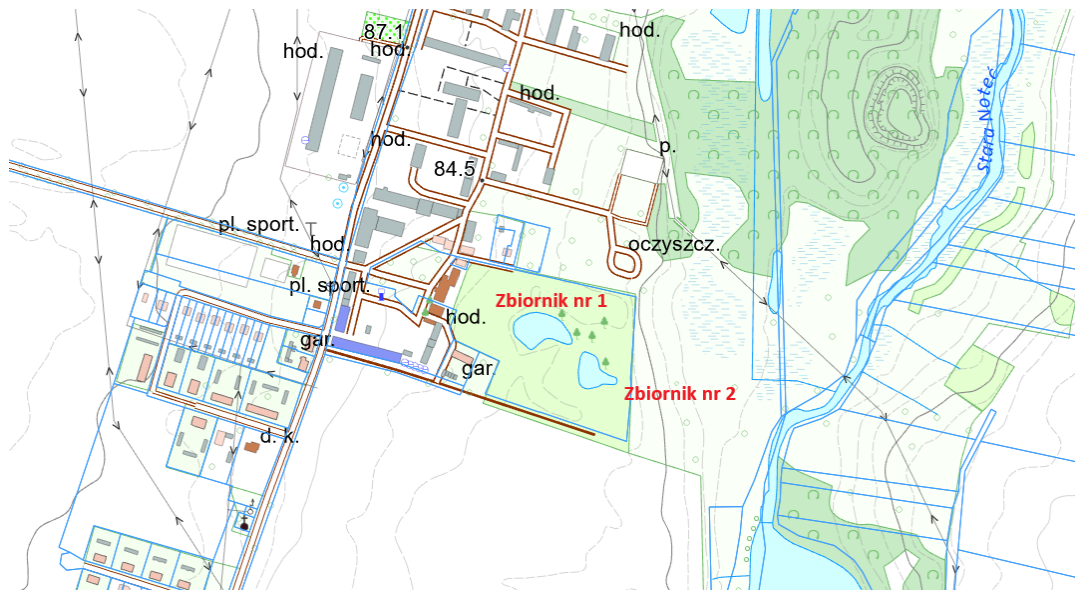 87.1
hod.
hod.
hod.
hod.
hod.
p.
Stara Noteć
84.5
pl. sport.
hod.
oczyszcz.
pl. sport.
Zbiornik nr 1
hod.
gar.
gar.
Zbiornik nr 2
d. k.